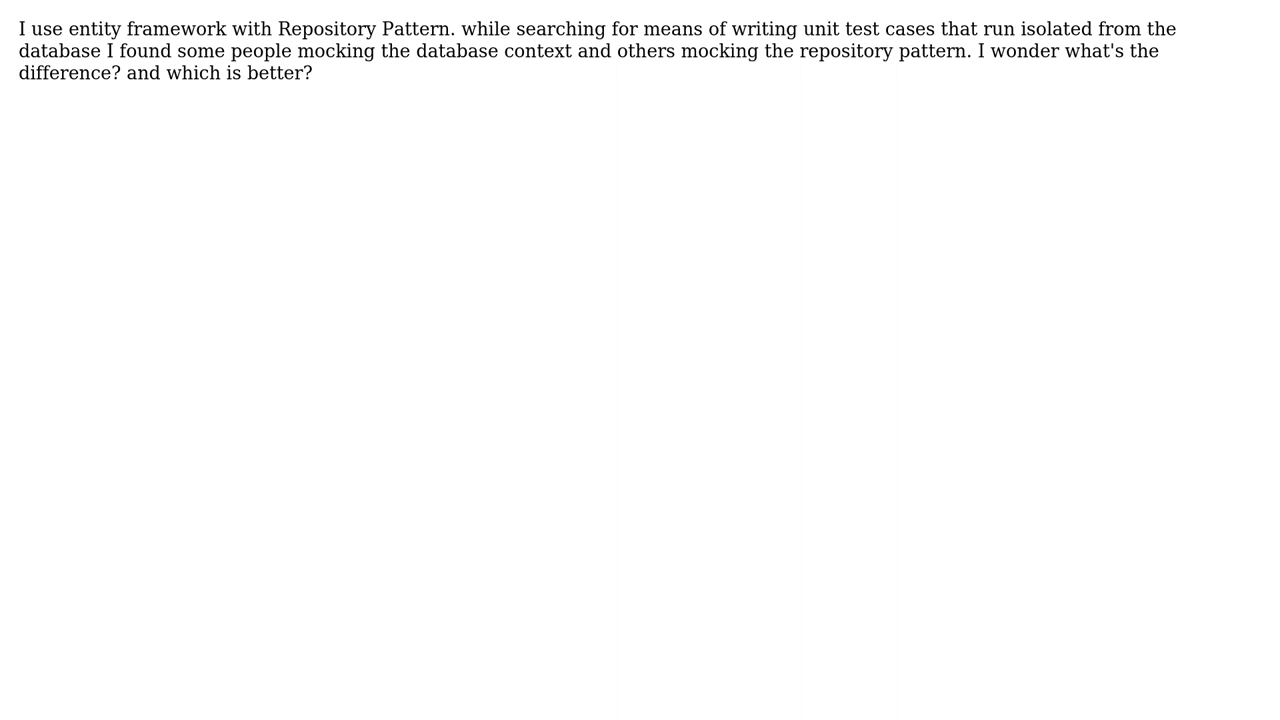 I use entity framework with Repository Pattern. while searching for means of writing unit test cases that run isolated from the
database I found some people mocking the database context and others mocking the repository pattern. I wonder what's the
difference? and which is better?